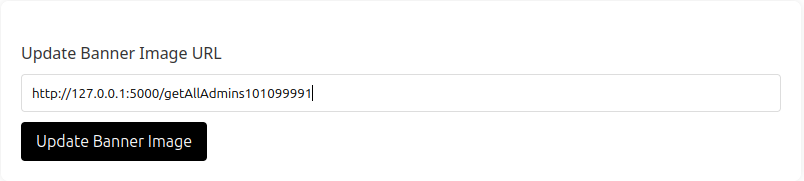 Update Banner Image URL
http://127.0.0.1:5000/getAllAdmins101099991
Update Banner Image